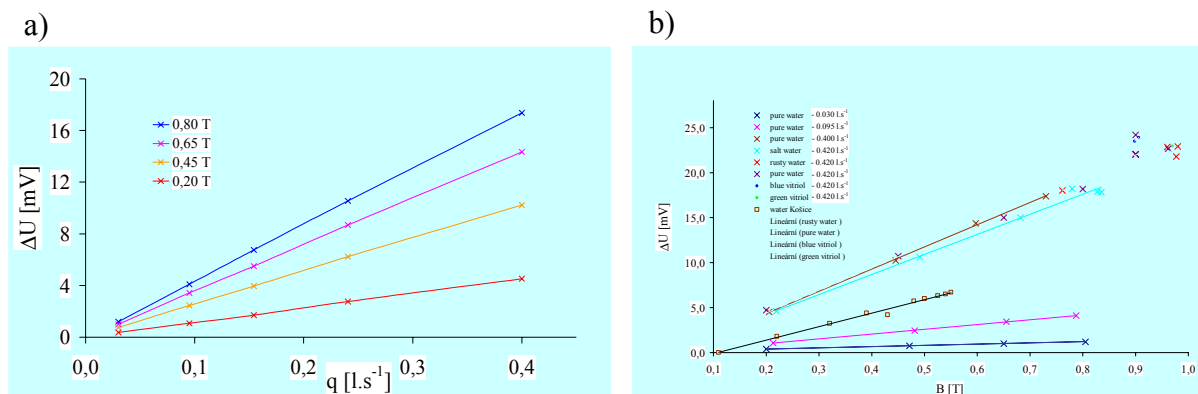 a)
20
16
12
8
4
0
ΔU [mV]
0,80 T
0,65 T
0,45 T
0,20 T
0,0
0,1
0,2
0,3
0,4
q [l.s⁻¹]
b)
25,0
20,0
15,0
10,0
5,0
0,0
ΔU [mV]
pure water - 0.030 l.s⁻¹
pure water - 0.095 l.s⁻¹
pure water - 0.400 l.s⁻¹
salt water - 0.420 l.s⁻¹
rusty water - 0.420 l.s⁻¹
pure water - 0.420 l.s⁻¹
blue vitriol - 0.420 l.s⁻¹
green vitriol - 0.420 l.s⁻¹
water Košice
Lineární (rusty water )
Lineární (pure water )
Lineární (blue vitriol )
Lineární (green vitriol )
0,1
0,2
0,3
0,4
0,5
0,6
0,7
0,8
0,9
1,0
B [T]